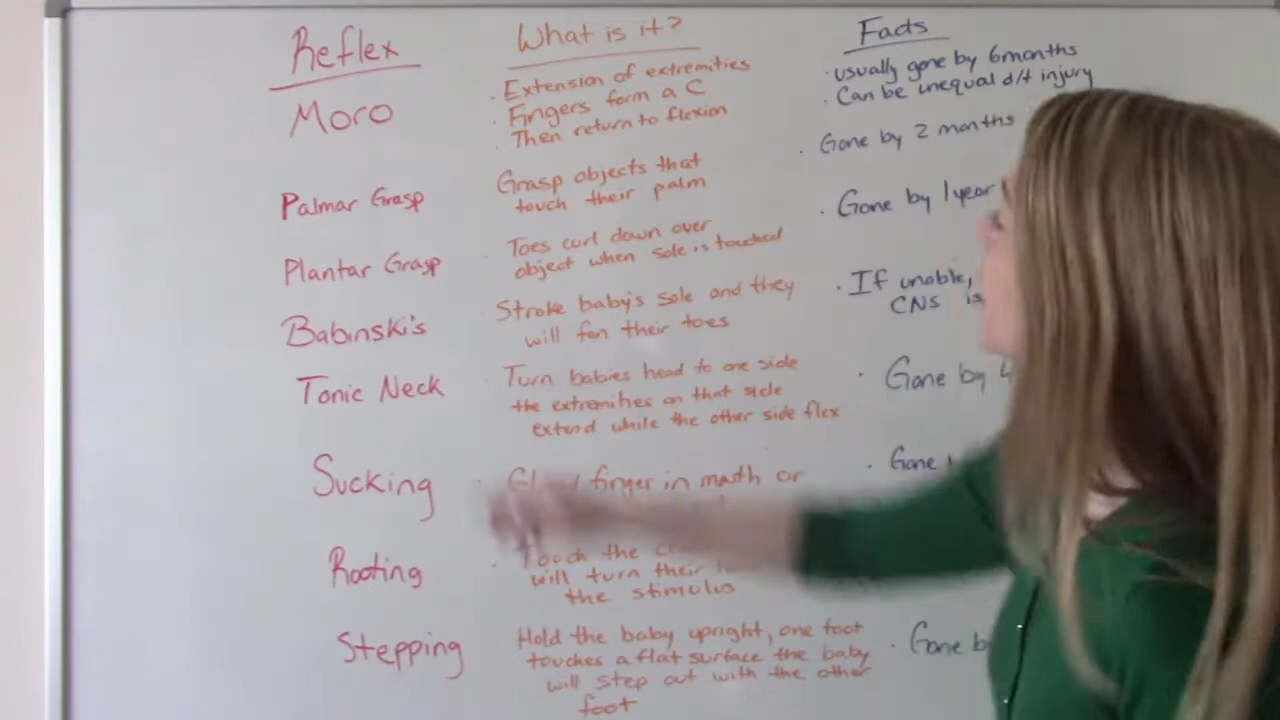 Reflex
What is it?
Facts
Moro
· Extension of extremities
· Fingers form a C
· Then return to flexion
· usually gone by 6 months
· Can be unequal d/t injury
Palmar Grasp
Grasp objects that
touch their palm
· Gone by 2 months
Plantar Grasp
· Toes curl down over
object when sole is touched
· Gone by 1 year
Babinski's
Stroke baby's sole and they
will fan their toes
· If unable,
CNS is
Tonic Neck
· Turn babies head to one side
the extremities on that side
extend while the other side flex
· Gone by 4
Sucking
· finger in mouth or
· Gone
Rooting
· Touch the
will turn their
the stimulus
Stepping
Hold the baby upright, one foot
touches a flat surface the baby
will step out with the other
foot
· Gone b